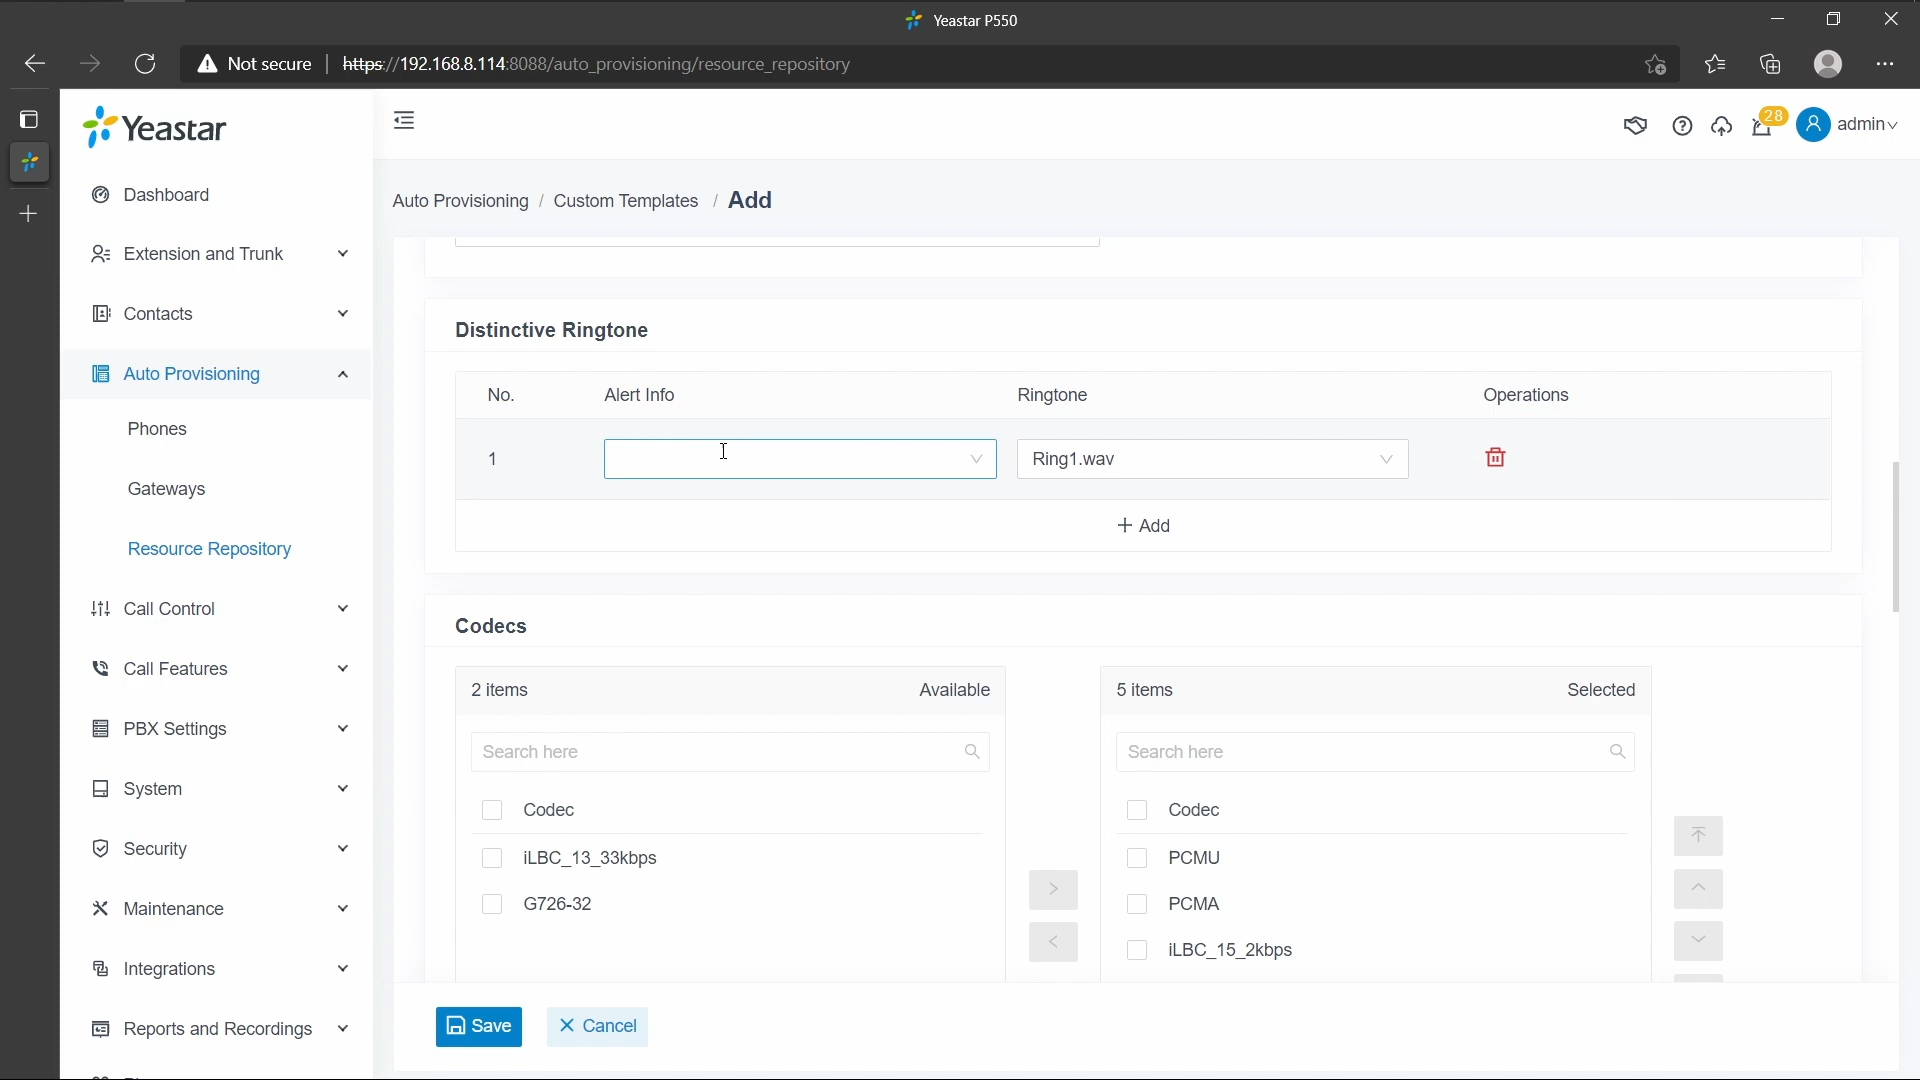 Yeastar P550
Not secure https://192.168.8.114:8088/auto_provisioning/resource_repository
Yeastar
28
admin
Dashboard
Auto Provisioning / Custom Templates / Add
Extension and Trunk
Contacts
Auto Provisioning
Phones
Gateways
Resource Repository
Call Control
Call Features
PBX Settings
System
Security
Maintenance
Integrations
Reports and Recordings
Distinctive Ringtone
No. Alert Info Ringtone Operations
1 Ring1.wav
+ Add
Codecs
2 items Available
Search here
Codec
iLBC_13_33kbps
G726-32
5 items Selected
Search here
Codec
PCMU
PCMA
iLBC_15_2kbps
Save Cancel